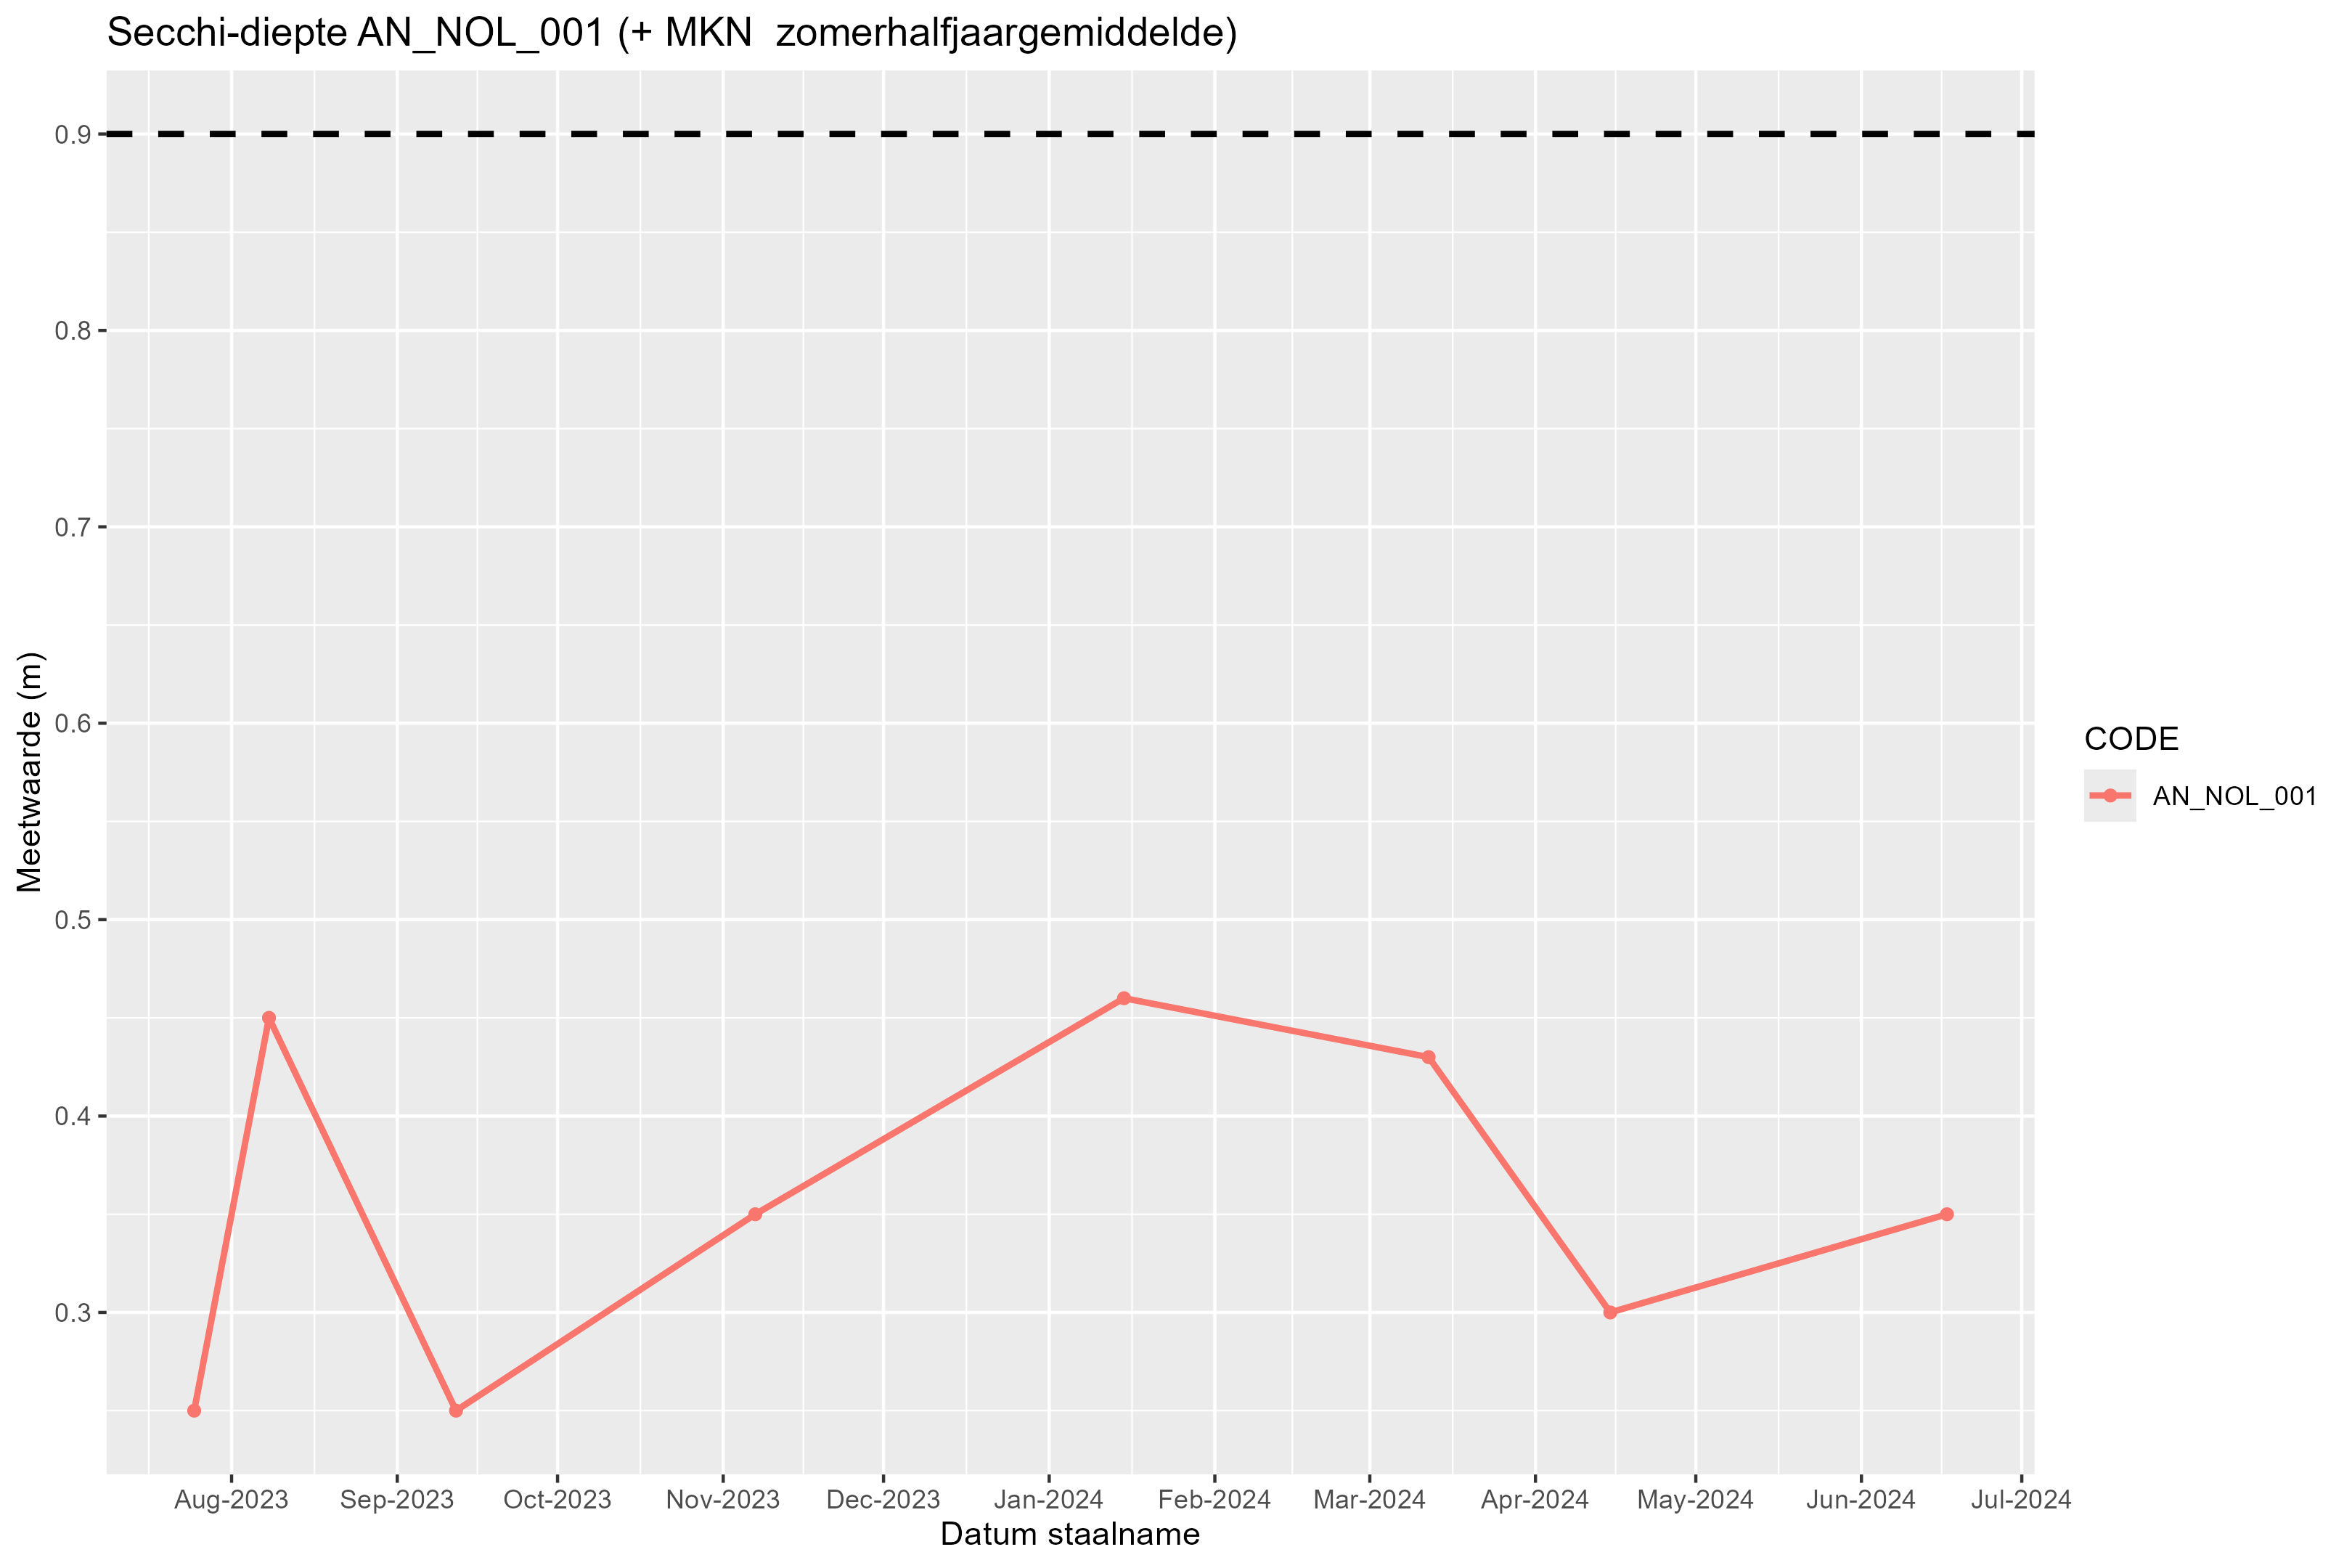 Secchi-diepte AN_NOL_001 (+ MKN  zomerhalfjaargemiddelde)
0.9
0.8
0.7
0.6
0.5
0.4
0.3
Meetwaarde (m)
Aug-2023 Sep-2023 Oct-2023 Nov-2023 Dec-2023 Jan-2024 Feb-2024 Mar-2024 Apr-2024 May-2024 Jun-2024 Jul-2024
Datum staalname
CODE
AN_NOL_001